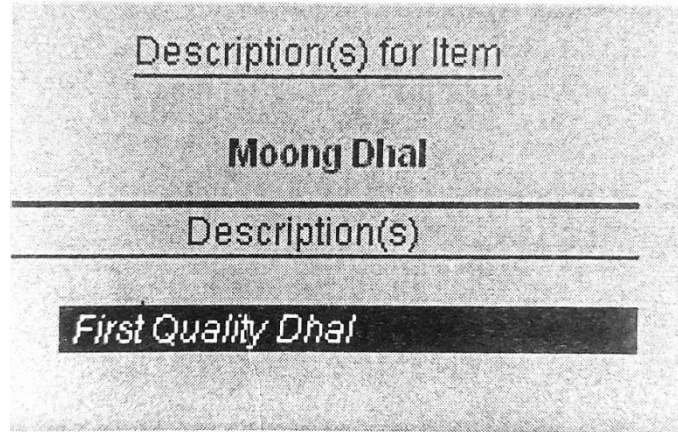 Description(s) for Item
Moong Dhal
Description(s)
First Quality Dhal